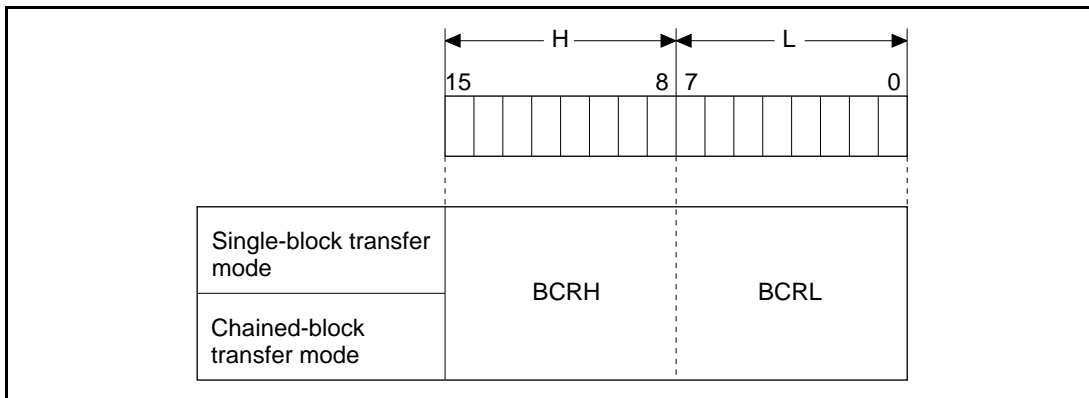 H L
15 8 7 0
Single-block transfer
mode
BCRH BCRL
Chained-block
transfer mode